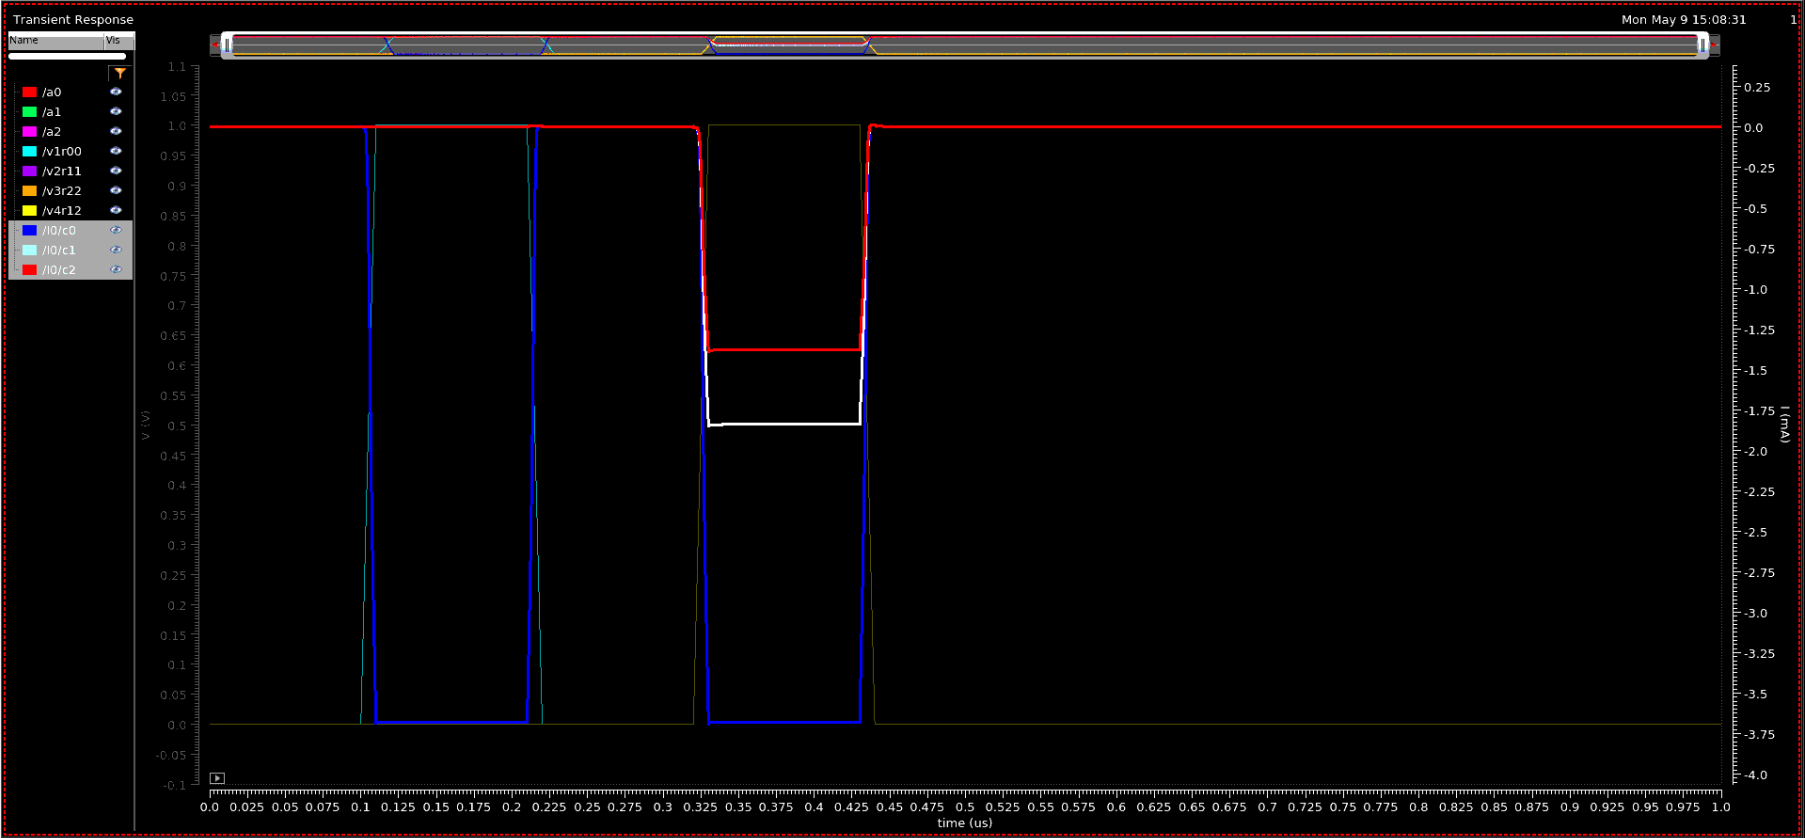 Transient Response
Mon May 9 15:08:31 1
Name Vis
/a0
/a1
/a2
/v1r00
/v2r11
/v3r22
/v4r12
/I0/c0
/I0/c1
/I0/c2
V (V)
1.1
1.05
1.0
0.95
0.9
0.85
0.8
0.75
0.7
0.65
0.6
0.55
0.5
0.45
0.4
0.35
0.3
0.25
0.2
0.15
0.1
0.05
0.0
-0.05
-0.1
0.25
0.0
-0.25
-0.5
-0.75
-1.0
-1.25
-1.5
-1.75
-2.0
-2.25
-2.5
-2.75
-3.0
-3.25
-3.5
-3.75
-4.0
I (mA)
0.0 0.025 0.05 0.075 0.1 0.125 0.15 0.175 0.2 0.225 0.25 0.275 0.3 0.325 0.35 0.375 0.4 0.425 0.45 0.475 0.5 0.525 0.55 0.575 0.6 0.625 0.65 0.675 0.7 0.725 0.75 0.775 0.8 0.825 0.85 0.875 0.9 0.925 0.95 0.975 1.0
time (us)